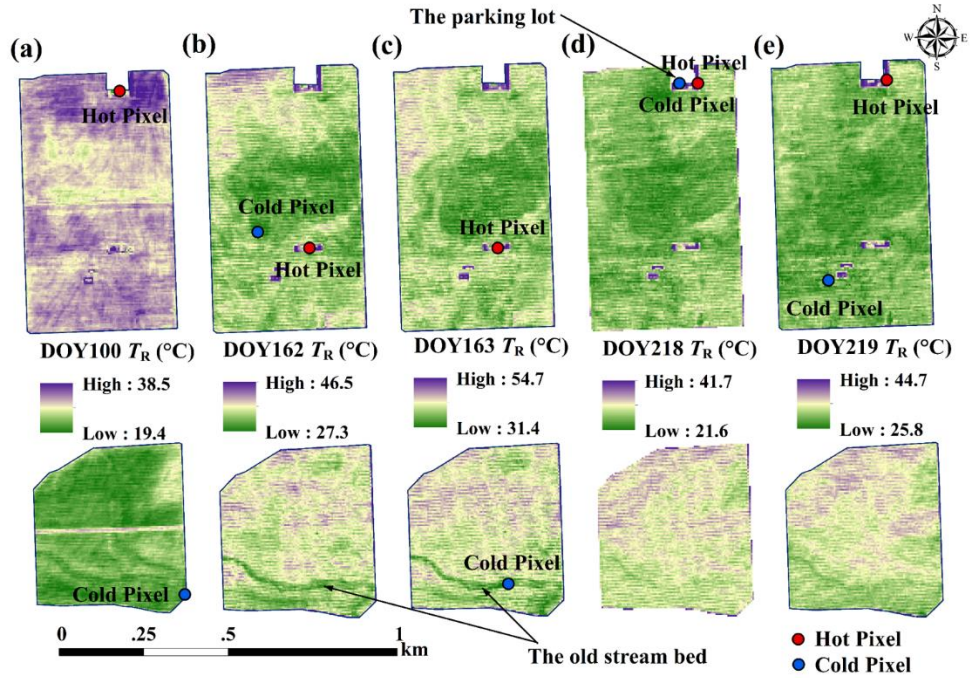 The parking lot
N
W E
S
(a) (b) (c) (d) (e)
Hot Pixel
Hot Pixel
Cold Pixel
Hot Pixel
Cold Pixel
Hot Pixel
Hot Pixel
Cold Pixel
DOY100 TR (°C) DOY162 TR (°C) DOY163 TR (°C) DOY218 TR (°C) DOY219 TR (°C)
High : 38.5 High : 46.5 High : 54.7 High : 41.7 High : 44.7
Low : 19.4 Low : 27.3 Low : 31.4 Low : 21.6 Low : 25.8
Cold Pixel
Cold Pixel
0 .25 .5 1
km
The old stream bed
Hot Pixel
Cold Pixel